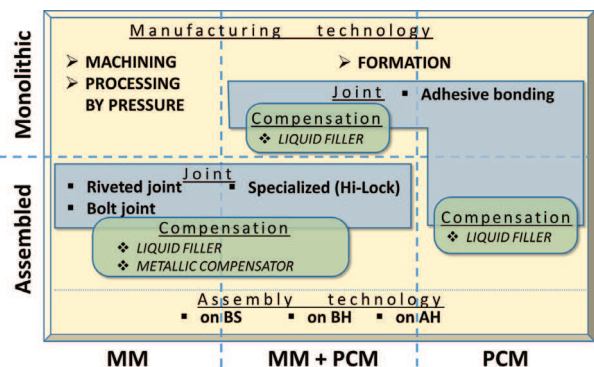 Manufacturing technology
Monolithic
➢ MACHINING
➢ PROCESSING
BY PRESSURE
➢ FORMATION
Joint
▪ Adhesive bonding
Compensation
❖ LIQUID FILLER
Assembled
Joint
▪ Riveted joint
▪ Specialized (Hi-Lock)
▪ Bolt joint
Compensation
❖ LIQUID FILLER
❖ METALLIC COMPENSATOR
Compensation
❖ LIQUID FILLER
Assembly technology
▪ on BS ▪ on BH ▪ on AH
MM MM + PCM PCM